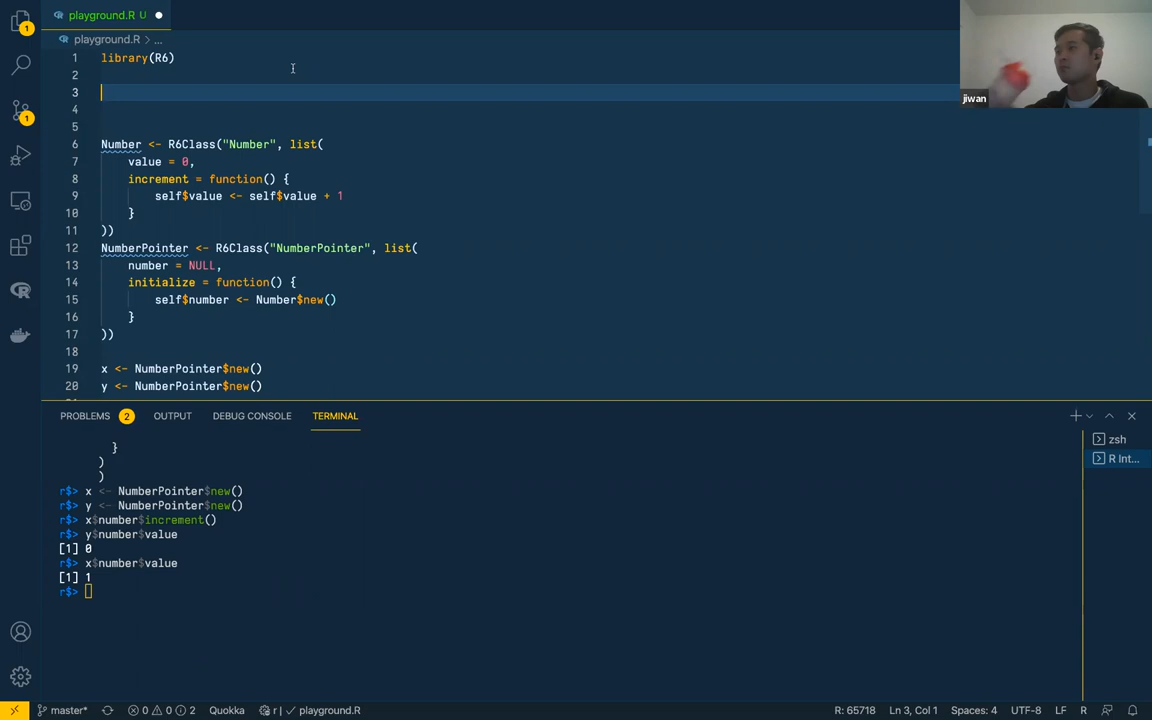 1
playground.R U
playground.R > ...
1 library(R6)
2
3
4
5
6 Number <- R6Class("Number", list(
7 value = 0,
8 increment = function() {
9 self$value <- self$value + 1
10 }
11 ))
12 NumberPointer <- R6Class("NumberPointer", list(
13 number = NULL,
14 initialize = function() {
15 self$number <- Number$new()
16 }
17 ))
18
19 x <- NumberPointer$new()
20 y <- NumberPointer$new()
jiwan
1
PROBLEMS 2 OUTPUT DEBUG CONSOLE TERMINAL
}
)
)
r$> x <- NumberPointer$new()
r$> y <- NumberPointer$new()
r$> x$number$increment()
r$> y$number$value
[1] 0
r$> x$number$value
[1] 1
r$>
zsh
R Int...
master* 0 0 2 Quokka r | playground.R R: 65718 Ln 3, Col 1 Spaces: 4 UTF-8 LF R